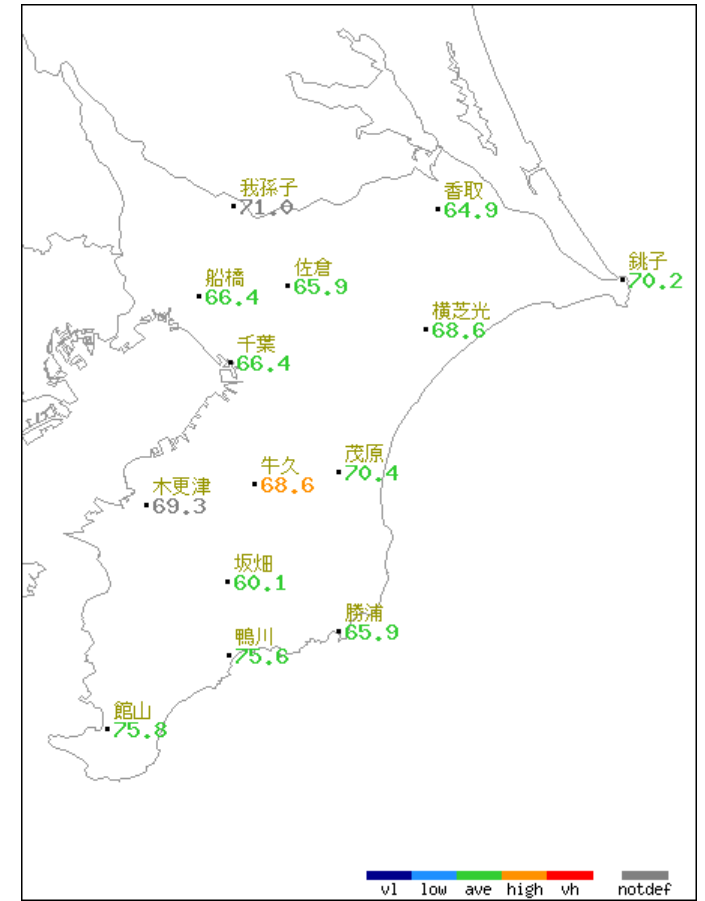 我孫子
71.0
香取
64.9
佐倉
65.9
銚子
70.2
船橋
66.4
横芝光
68.6
千葉
66.4
茂原
70.4
牛久
68.6
木更津
69.3
坂畑
60.1
勝浦
65.9
鴨川
75.6
館山
75.8
vl low ave high vh notdef